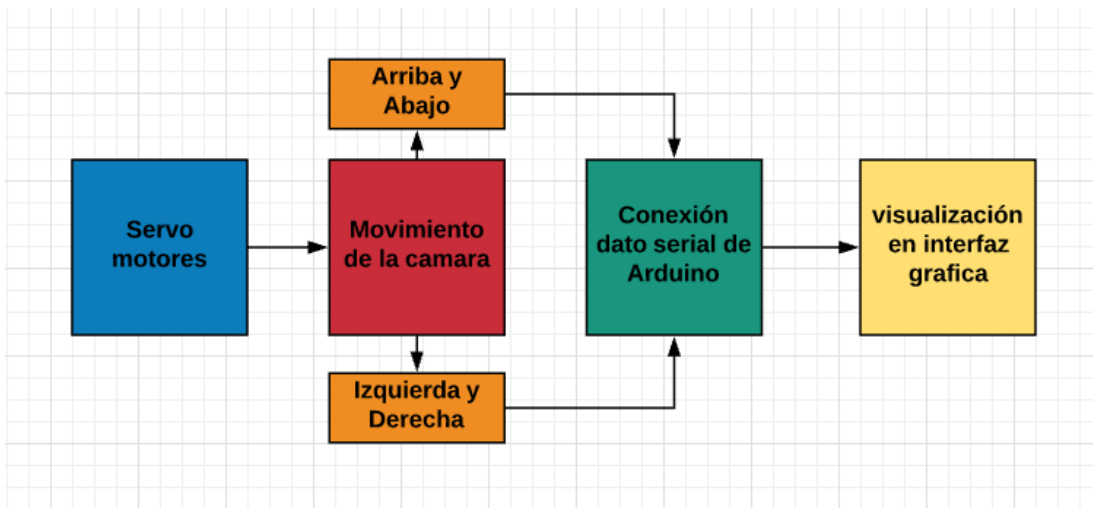 Arriba y
Abajo
Servo
motores
Movimiento
de la camara
Izquierda y
Derecha
Conexión
dato serial de
Arduino
visualización
en interfaz
grafica